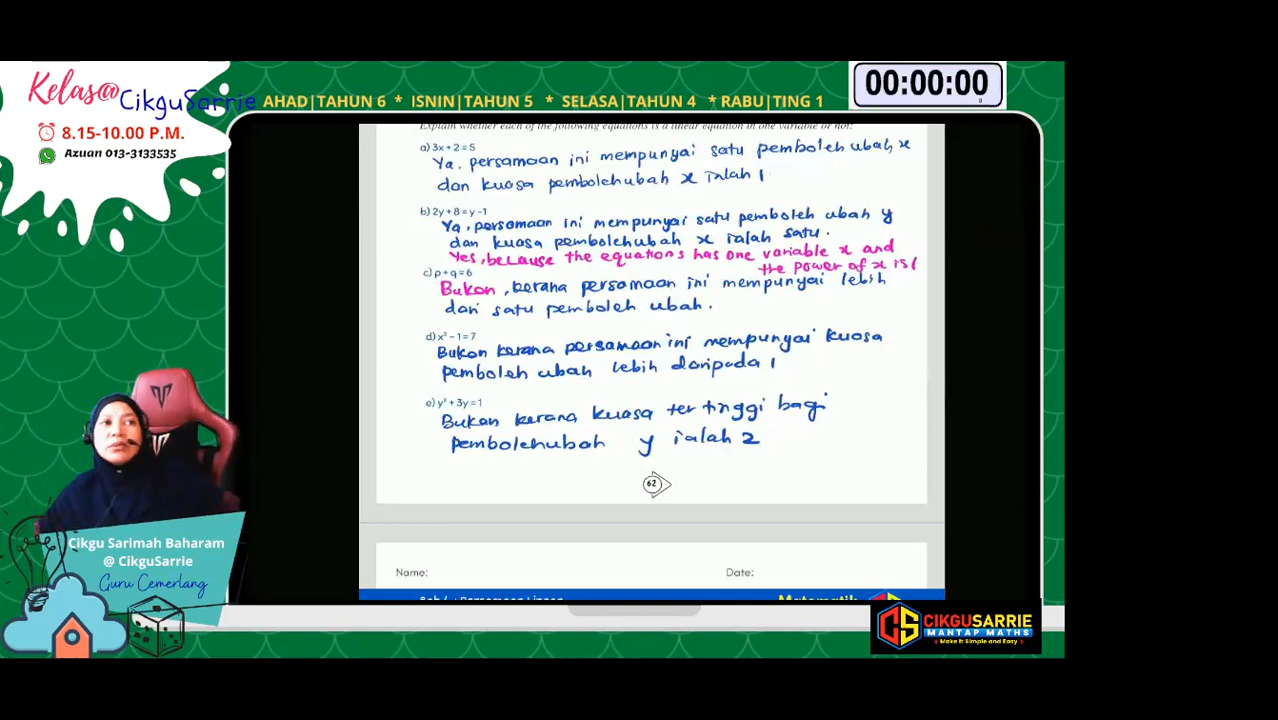 Kelas@CikguSarrie
8.15-10.00 P.M.
Azuan 013-3133535
AHAD|TAHUN 6 * ISNIN|TAHUN 5 * SELASA|TAHUN 4 * RABU|TING 1
00:00:00
Explain whether each of the following equations is a linear equation in one variable or not:
a) 3x + 2 = 5
Ya, persamaan ini mempunyai satu pemboleh ubah, x
dan kuasa pembolehubah x ialah 1
b) 2y + 8 = y -1
Ya, persamaan ini mempunyai satu pemboleh ubah y
dan kuasa pembolehubah x ialah satu.
Yes, because the equations has one variable x and
the power of x is 1
c) p + q = 6
Bukan, kerana persamaan ini mempunyai lebih
dari satu pemboleh ubah.
d) x² – 1 = 7
Bukan kerana persamaan ini mempunyai kuasa
pemboleh ubah lebih daripada 1
e) y² + 3y = 1
Bukan kerana kuasa tertinggi bagi
pembolehubah y ialah 2
62
Name:
Date:
Cikgu Sarimah Baharam
@ CikguSarrie
Guru Cemerlang
CS CIKGUSARRIE
MANTAP MATHS
Make It Simple and Easy